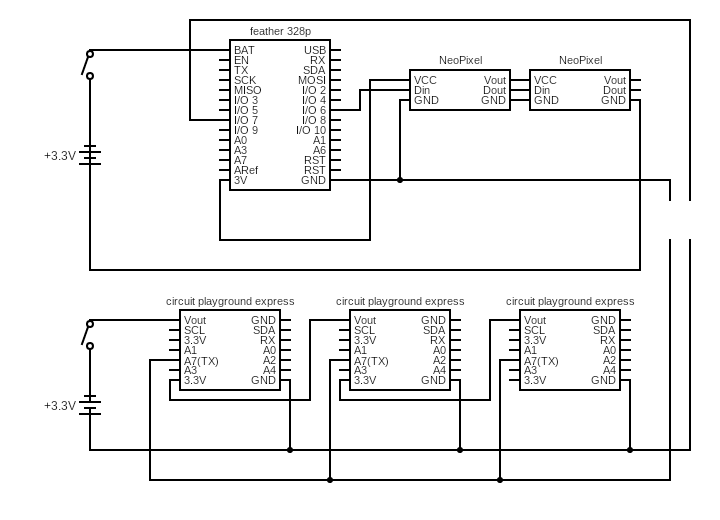 feather 328p
BAT USB
EN RX
TX SDA
SCK MOSI
MISO I/O 2
I/O 3 I/O 4
I/O 5 I/O 6
I/O 7 I/O 8
I/O 9 I/O 10
A0 A1
A3 A6
A7 RST
ARef RST
3V GND
NeoPixel
VCC Vout
Din Dout
GND GND
NeoPixel
VCC Vout
Din Dout
GND GND
+3.3V
circuit playground express
Vout GND
SCL SDA
3.3V RX
A1 A0
A7(TX) A2
A3 A4
3.3V GND
circuit playground express
Vout GND
SCL SDA
3.3V RX
A1 A0
A7(TX) A2
A3 A4
3.3V GND
circuit playground express
Vout GND
SCL SDA
3.3V RX
A1 A0
A7(TX) A2
A3 A4
3.3V GND
+3.3V